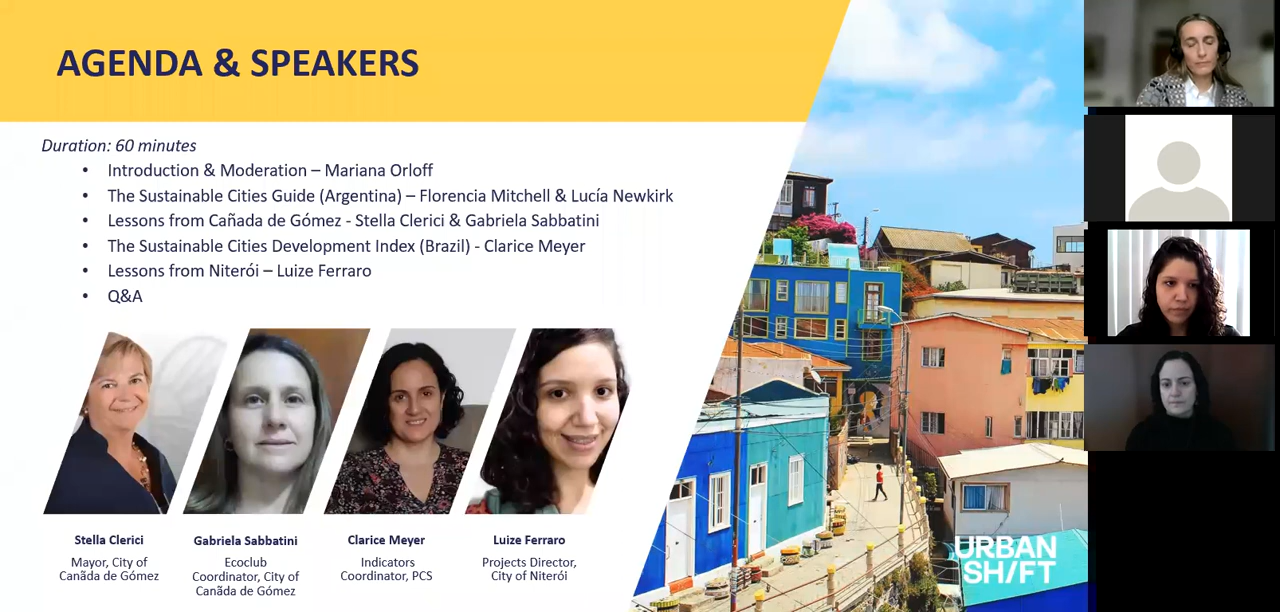 AGENDA & SPEAKERS
Duration: 60 minutes
• Introduction & Moderation – Mariana Orloff
• The Sustainable Cities Guide (Argentina) – Florencia Mitchell & Lucía Newkirk
• Lessons from Cañada de Gómez - Stella Clerici & Gabriela Sabbatini
• The Sustainable Cities Development Index (Brazil) - Clarice Meyer
• Lessons from Niterói – Luize Ferraro
• Q&A
Stella Clerici
Mayor, City of
Canãda de Gómez
Gabriela Sabbatini
Ecoclub
Coordinator, City of
Canãda de Gómez
Clarice Meyer
Indicators
Coordinator, PCS
Luize Ferraro
Projects Director,
City of Niterói
URBAN
SH/FT